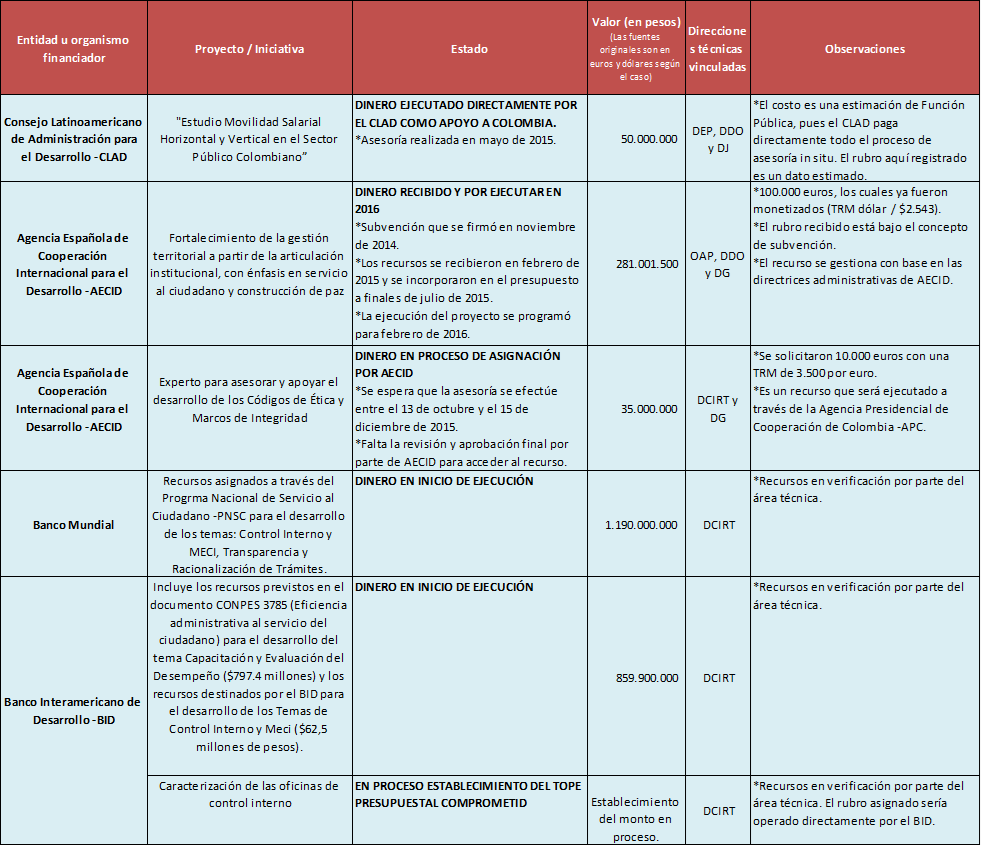 Entidad u organismo
financiador
Proyecto / Iniciativa
Estado
Valor (en pesos)
(Las fuentes
originales son en
euros y dólares según
el caso)
Direccione
s técnicas
vinculadas
Observaciones
Consejo Latinoamericano
de Administración para
el Desarrollo -CLAD
"Estudio Movilidad Salarial
Horizontal y Vertical en el Sector
Público Colombiano”
DINERO EJECUTADO DIRECTAMENTE POR
EL CLAD COMO APOYO A COLOMBIA.
*Asesoría realizada en mayo de 2015.
50.000.000
DEP, DDO
y DJ
*El costo es una estimación de Función
Pública, pues el CLAD paga
directamente todo el proceso de
asesoría in situ. El rubro aquí registrado
es un dato estimado.
Agencia Española de
Cooperación
Internacional para el
Desarrollo -AECID
Fortalecimiento de la gestión
territorial a partir de la articulación
institucional, con énfasis en servicio
al ciudadano y construcción de paz
DINERO RECIBIDO Y POR EJECUTAR EN
2016
*Subvención que se firmó en noviembre
de 2014.
*Los recursos se recibieron en febrero de
2015 y se incorporaron en el presupuesto
a finales de julio de 2015.
*La ejecución del proyecto se programó
para febrero de 2016.
281.001.500
OAP, DDO
y DG
*100.000 euros, los cuales ya fueron
monetizados (TRM dólar / $2.543).
*El rubro recibido está bajo el concepto
de subvención.
*El recurso se gestiona con base en las
directrices administrativas de AECID.
Agencia Española de
Cooperación
Internacional para el
Desarrollo -AECID
Experto para asesorar y apoyar el
desarrollo de los Códigos de Ética y
Marcos de Integridad
DINERO EN PROCESO DE ASIGNACIÓN
POR AECID
*Se espera que la asesoría se efectúe
entre el 13 de octubre y el 15 de
diciembre de 2015.
*Falta la revisión y aprobación final por
parte de AECID para acceder al recurso.
35.000.000
DCIRT y
DG
*Se solicitaron 10.000 euros con una
TRM de 3.500 por euro.
*Es un recurso que será ejecutado a
través de la Agencia Presidencial de
Cooperación de Colombia -APC.
Banco Mundial
Recursos asignados a través del
Progrma Nacional de Servicio al
Ciudadano -PNSC para el desarrollo
de los temas: Control Interno y
MECI, Transparencia y
Racionalización de Trámites.
DINERO EN INICIO DE EJECUCIÓN
1.190.000.000
DCIRT
*Recursos en verificación por parte del
área técnica.
Banco Interamericano de
Desarrollo -BID
Incluye los recursos previstos en el
documento CONPES 3785 (Eficiencia
administrativa al servicio del
ciudadano) para el desarrollo del
tema Capacitación y Evaluación del
Desempeño ($797.4 millones) y los
recursos destinados por el BID para
el desarrollo de los Temas de
Control Interno y Meci ($62,5
millones de pesos).
DINERO EN INICIO DE EJECUCIÓN
859.900.000
DCIRT
*Recursos en verificación por parte del
área técnica.
Caracterización de las oficinas de
control interno
EN PROCESO ESTABLECIMIENTO DEL TOPE
PRESUPUESTAL COMPROMETID
Establecimiento
del monto en
proceso.
DCIRT
*Recursos en verificación por parte del
área técnica. El rubro asignado sería
operado directamente por el BID.